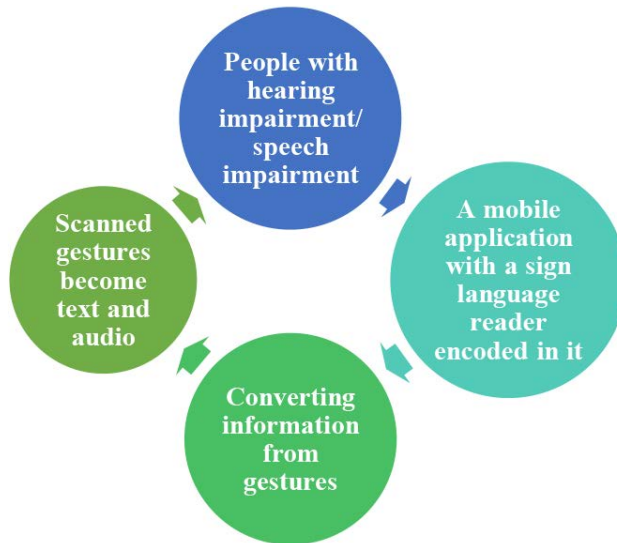 People with
hearing
impairment/
speech
impairment
A mobile
application
with a sign
language
reader
encoded in it
Converting
information
from
gestures
Scanned
gestures
become
text and
audio